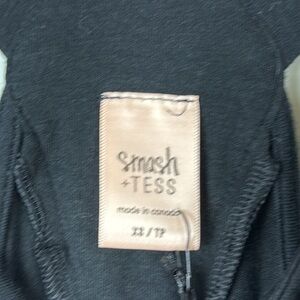 smash
+ TESS
made in canada
XS / TP